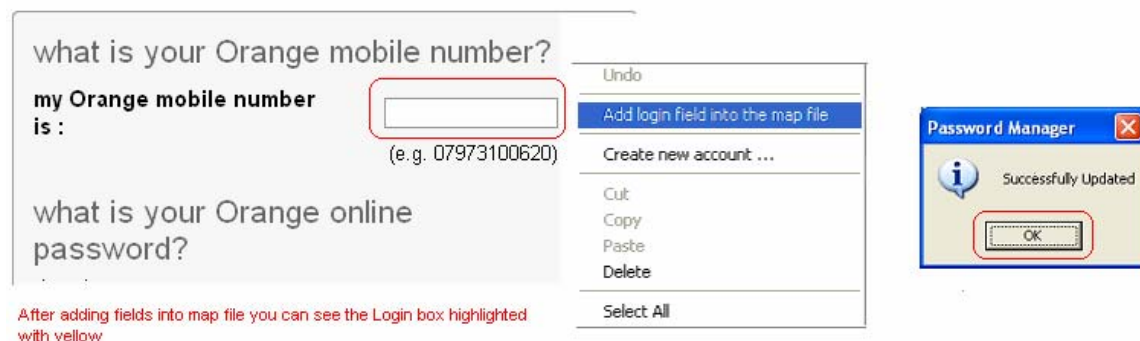 what is your Orange mobile number?
my Orange mobile number
is :
(e.g. 07973100620)
what is your Orange online
password?
After adding fields into map file you can see the Login box highlighted
with yellow
Undo
Add login field into the map file
Create new account ...
Cut
Copy
Paste
Delete
Select All
Password Manager
Successfully Updated
OK